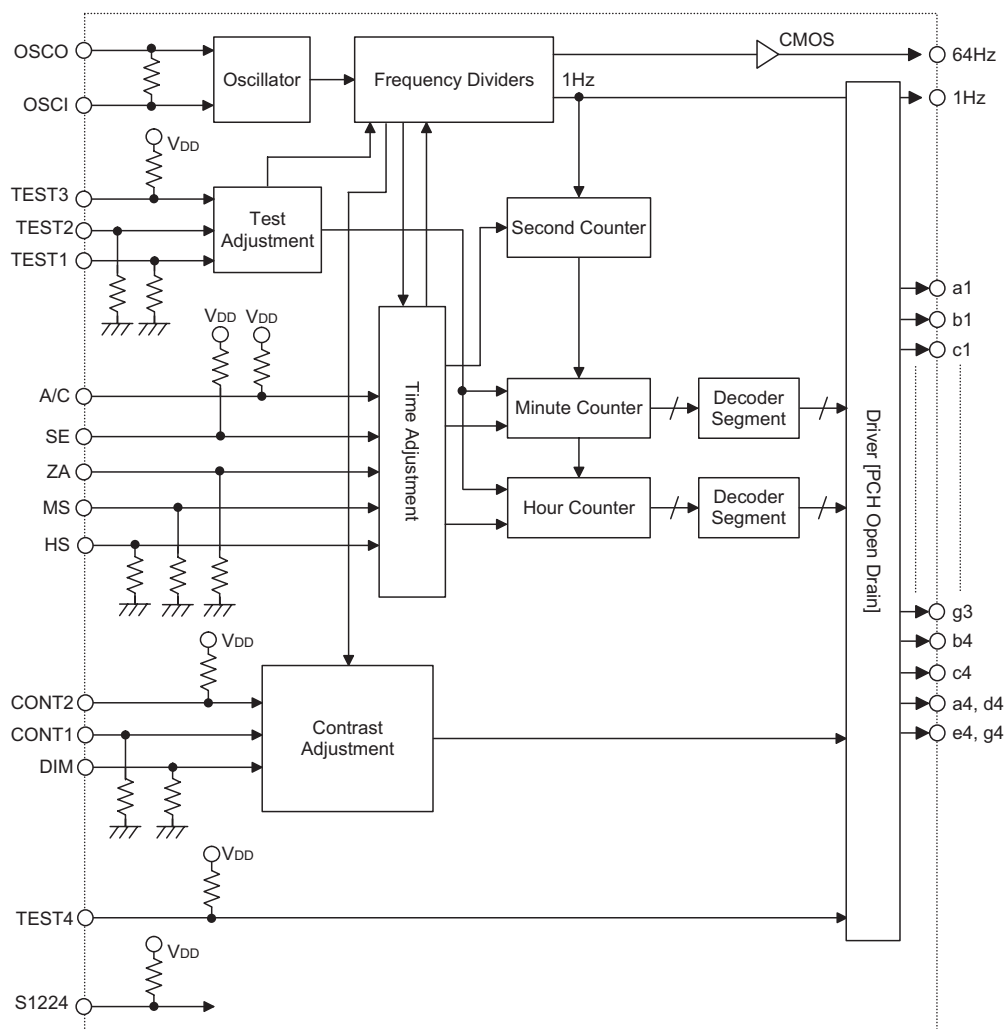 OSCO
OSCI
Oscillator
Frequency Dividers
CMOS
64Hz
1Hz
1Hz
VDD
TEST3
TEST2
TEST1
Test
Adjustment
Second Counter
VDD
VDD
A/C
SE
ZA
MS
HS
Time Adjustment
Minute Counter
Hour Counter
Decoder
Segment
Decoder
Segment
Driver [PCH Open Drain]
a1
b1
c1
g3
b4
c4
a4, d4
e4, g4
VDD
CONT2
CONT1
DIM
Contrast
Adjustment
VDD
TEST4
VDD
S1224